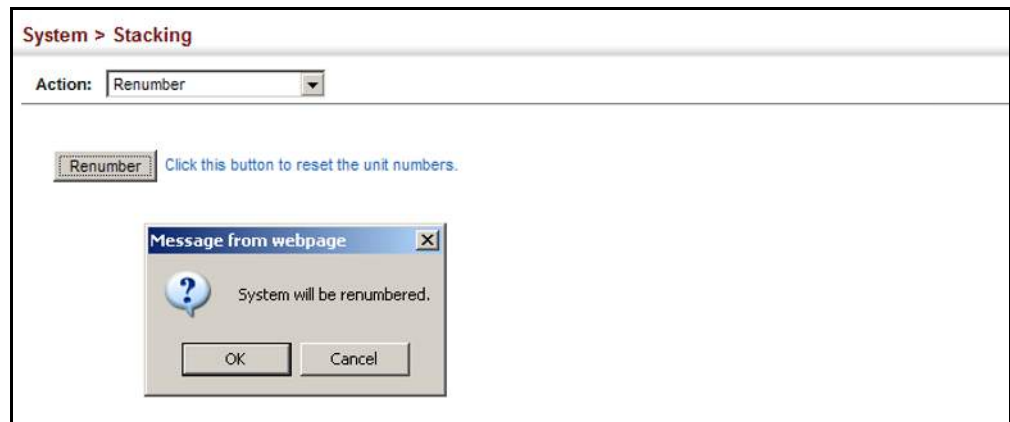 System > Stacking
Action: Renumber
Renumber Click this button to reset the unit numbers.
Message from webpage
System will be renumbered.
OK Cancel